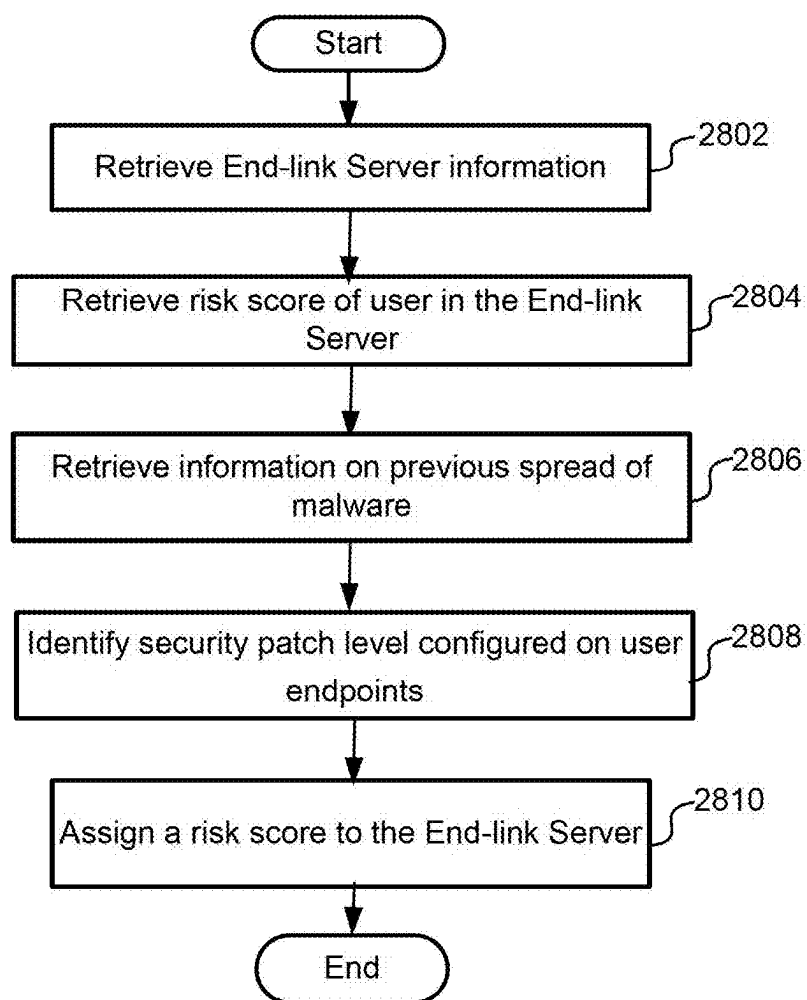 Start
Retrieve End-link Server information
2802
Retrieve risk score of user in the End-link
Server
2804
Retrieve information on previous spread of
malware
2806
Identify security patch level configured on user
endpoints
2808
Assign a risk score to the End-link Server
2810
End